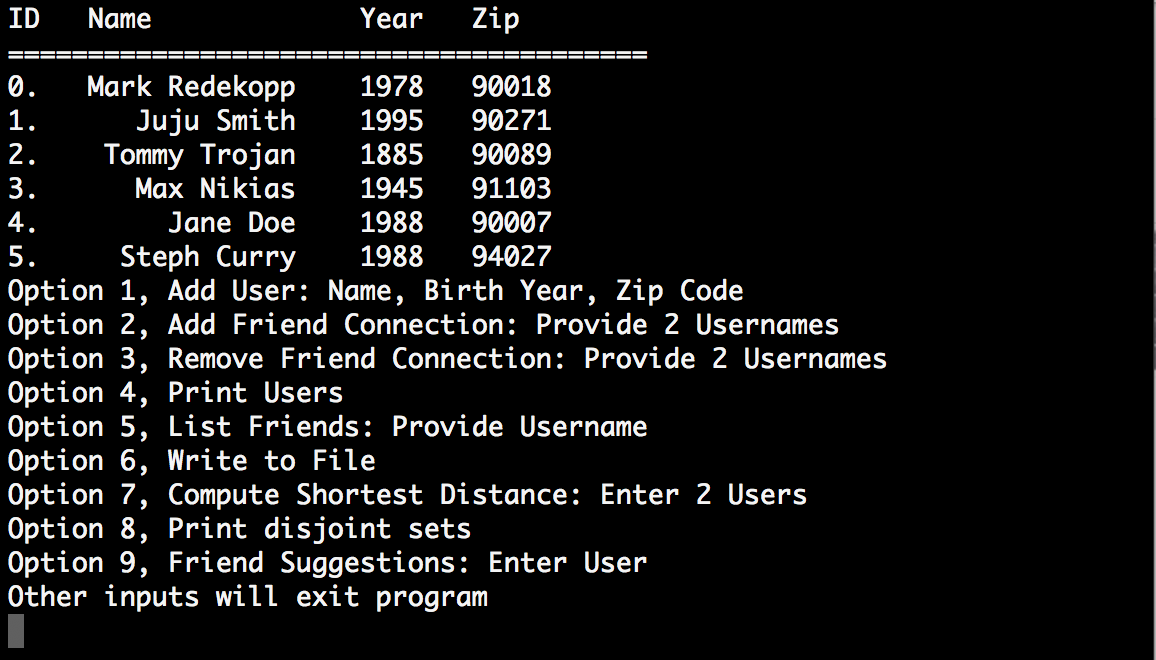 ID   Name             Year   Zip
========================================
0.   Mark Redekopp    1978   90018
1.      Juju Smith    1995   90271
2.    Tommy Trojan    1885   90089
3.      Max Nikias    1945   91103
4.        Jane Doe    1988   90007
5.     Steph Curry    1988   94027
Option 1, Add User: Name, Birth Year, Zip Code
Option 2, Add Friend Connection: Provide 2 Usernames
Option 3, Remove Friend Connection: Provide 2 Usernames
Option 4, Print Users
Option 5, List Friends: Provide Username
Option 6, Write to File
Option 7, Compute Shortest Distance: Enter 2 Users
Option 8, Print disjoint sets
Option 9, Friend Suggestions: Enter User
Other inputs will exit program